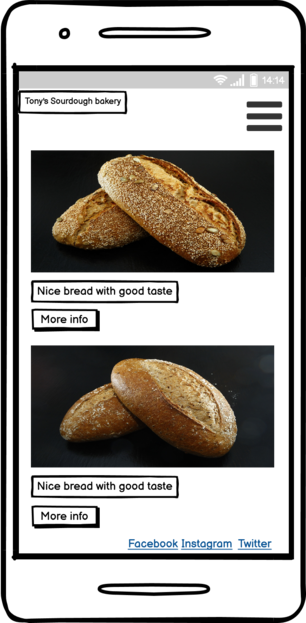 14:14
Tony's Sourdough bakery
Nice bread with good taste
More info
Nice bread with good taste
More info
Facebook Instagram Twitter